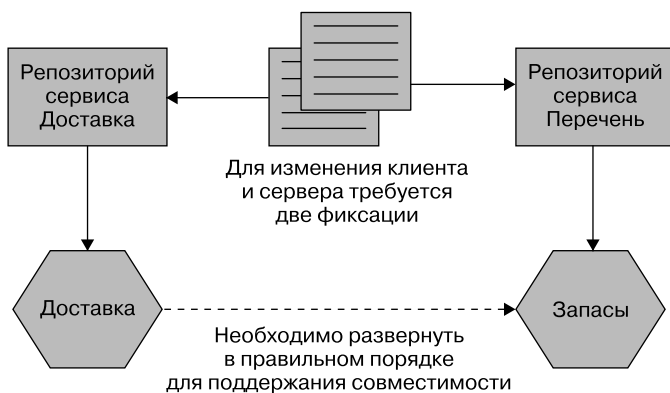 Репозиторий
сервиса
Доставка
Репозиторий
сервиса
Перечень
Для изменения клиента
и сервера требуется
две фиксации
Доставка
Запасы
Необходимо развернуть
в правильном порядке
для поддержания совместимости